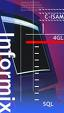 C-ISAM
4GL
Informix
SQL